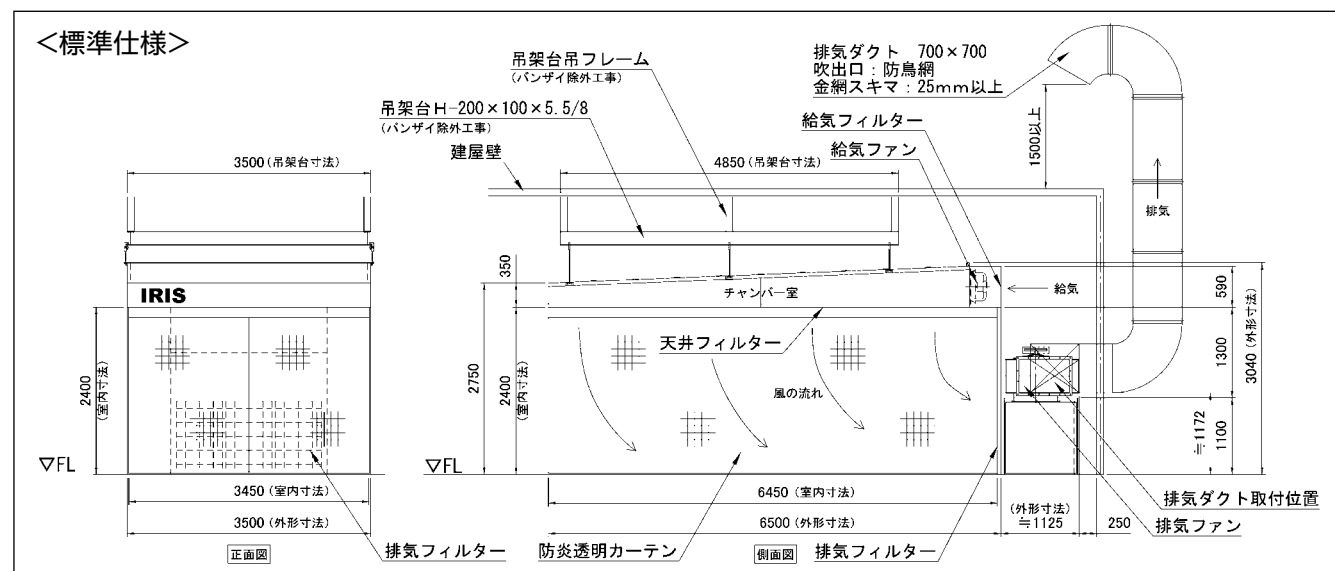 ＜標準仕様＞
吊架台吊フレーム
(バンザイ除外工事)
吊架台H-200×100×5.5/8
(バンザイ除外工事)
建屋壁
排気ダクト 700×700
吹出口：防鳥網
金網スキマ：25mm以上
給気フィルター
給気ファン
3500(吊架台寸法)
4850(吊架台寸法)
1500以上
排気
350
チャンバー室
給気
590
IRIS
天井フィルター
2400
(室内寸法)
2750
2400
(室内寸法)
風の流れ
1300
3040(外形寸法)
≒1172
1100
▽FL
▽FL
3450(室内寸法)
6450(室内寸法)
排気ダクト取付位置
3500(外形寸法)
6500(外形寸法)
(外形寸法)
≒1125
250
排気ファン
正面図
排気フィルター
防炎透明カーテン
側面図
排気フィルター